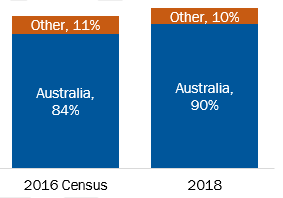 Other, 11%
Other, 10%
Australia,
84%
Australia,
90%
2016 Census
2018